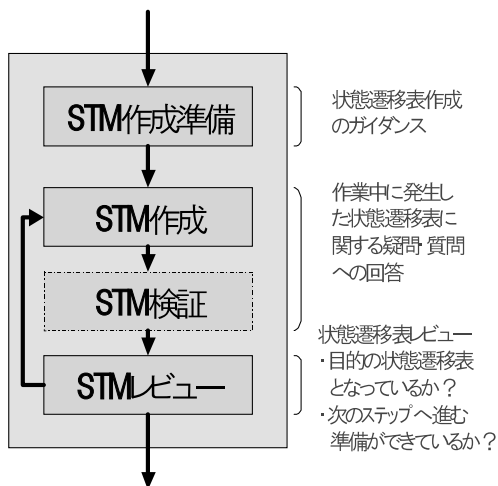 STM作成準備
状態遷移表作成
のガイダンス
STM作成
作業中に発生し
た状態遷移表に
関する疑問・質問
への回答
STM検証
STMレビュー
状態遷移表レビュー
・目的の状態遷移表
となっているか？
・次のステップへ進む
準備ができているか？